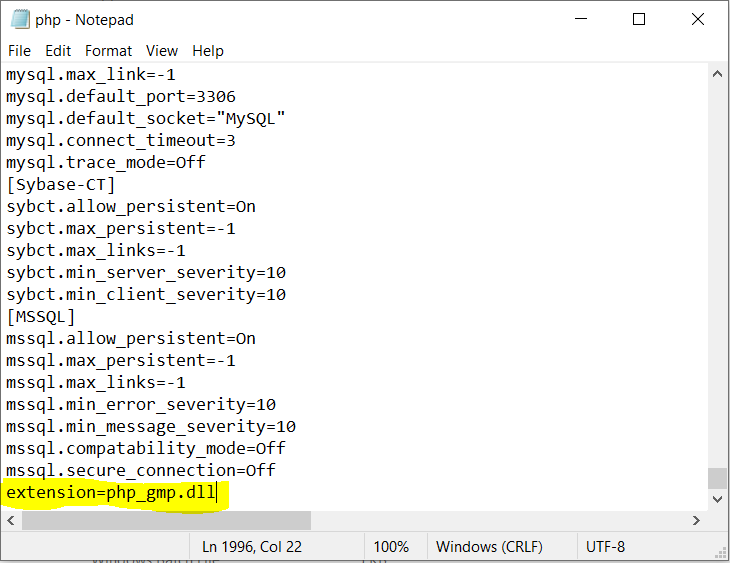 php - Notepad
File Edit Format View Help
mysql.max_link=-1
mysql.default_port=3306
mysql.default_socket="MySQL"
mysql.connect_timeout=3
mysql.trace_mode=Off
[Sybase-CT]
sybct.allow_persistent=On
sybct.max_persistent=-1
sybct.max_links=-1
sybct.min_server_severity=10
sybct.min_client_severity=10
[MSSQL]
mssql.allow_persistent=On
mssql.max_persistent=-1
mssql.max_links=-1
mssql.min_error_severity=10
mssql.min_message_severity=10
mssql.compatability_mode=Off
mssql.secure_connection=Off
extension=php_gmp.dll
Ln 1996, Col 22 100% Windows (CRLF) UTF-8